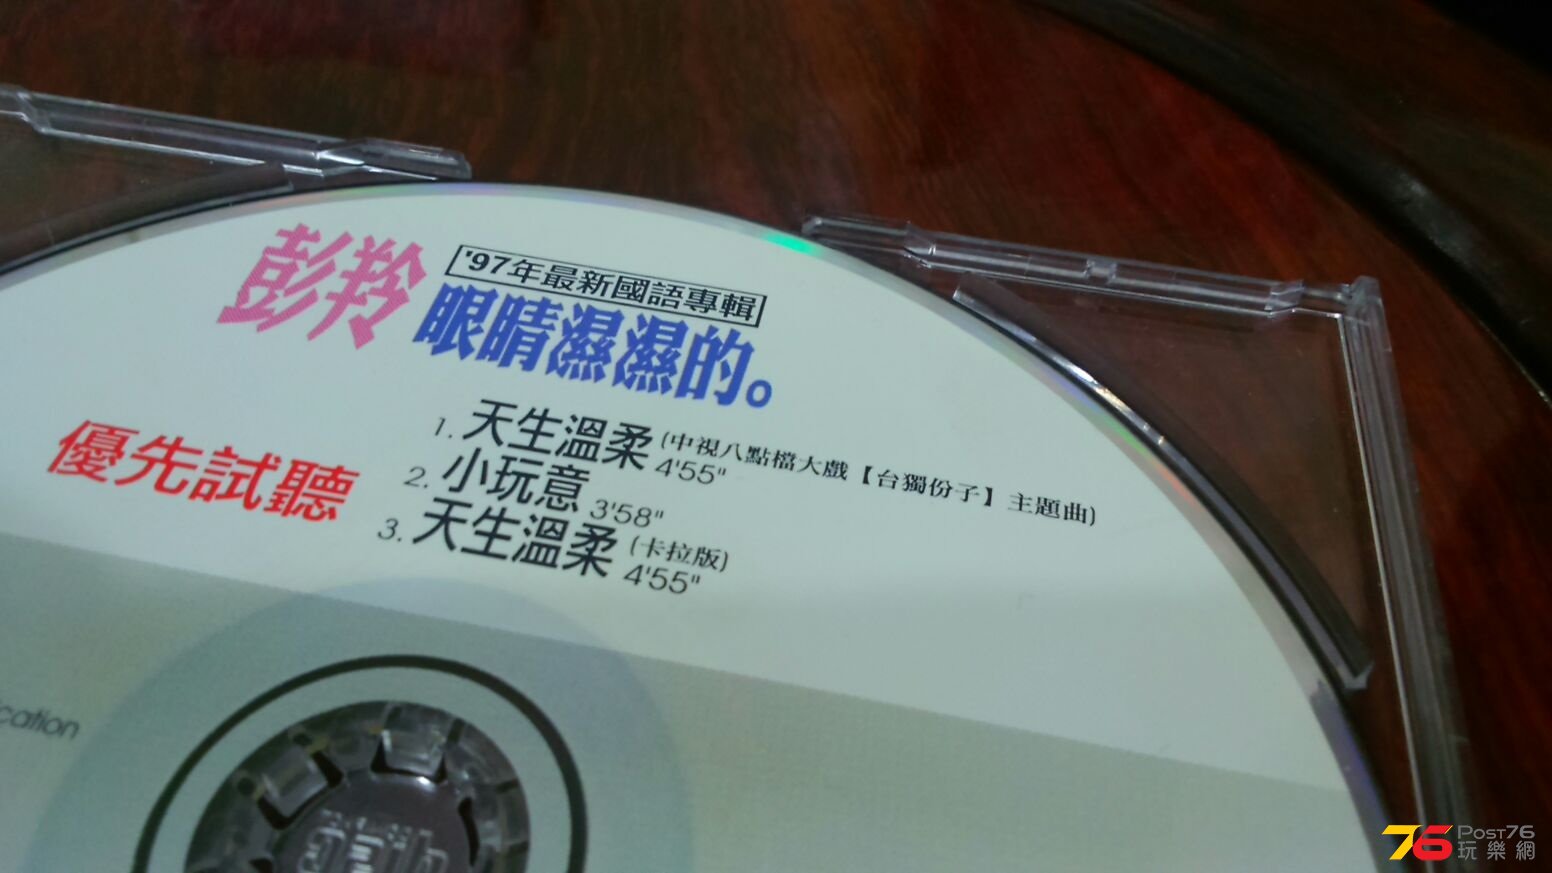 彭羚
'97年最新國語專輯
眼睛濕濕的。
優先試聽
1. 天生溫柔 (中視八點檔大戲【台獨份子】主題曲) 4'55"
2. 小玩意 3'58"
3. 天生溫柔 (卡拉版) 4'55"
cation
76 Post76
玩樂網